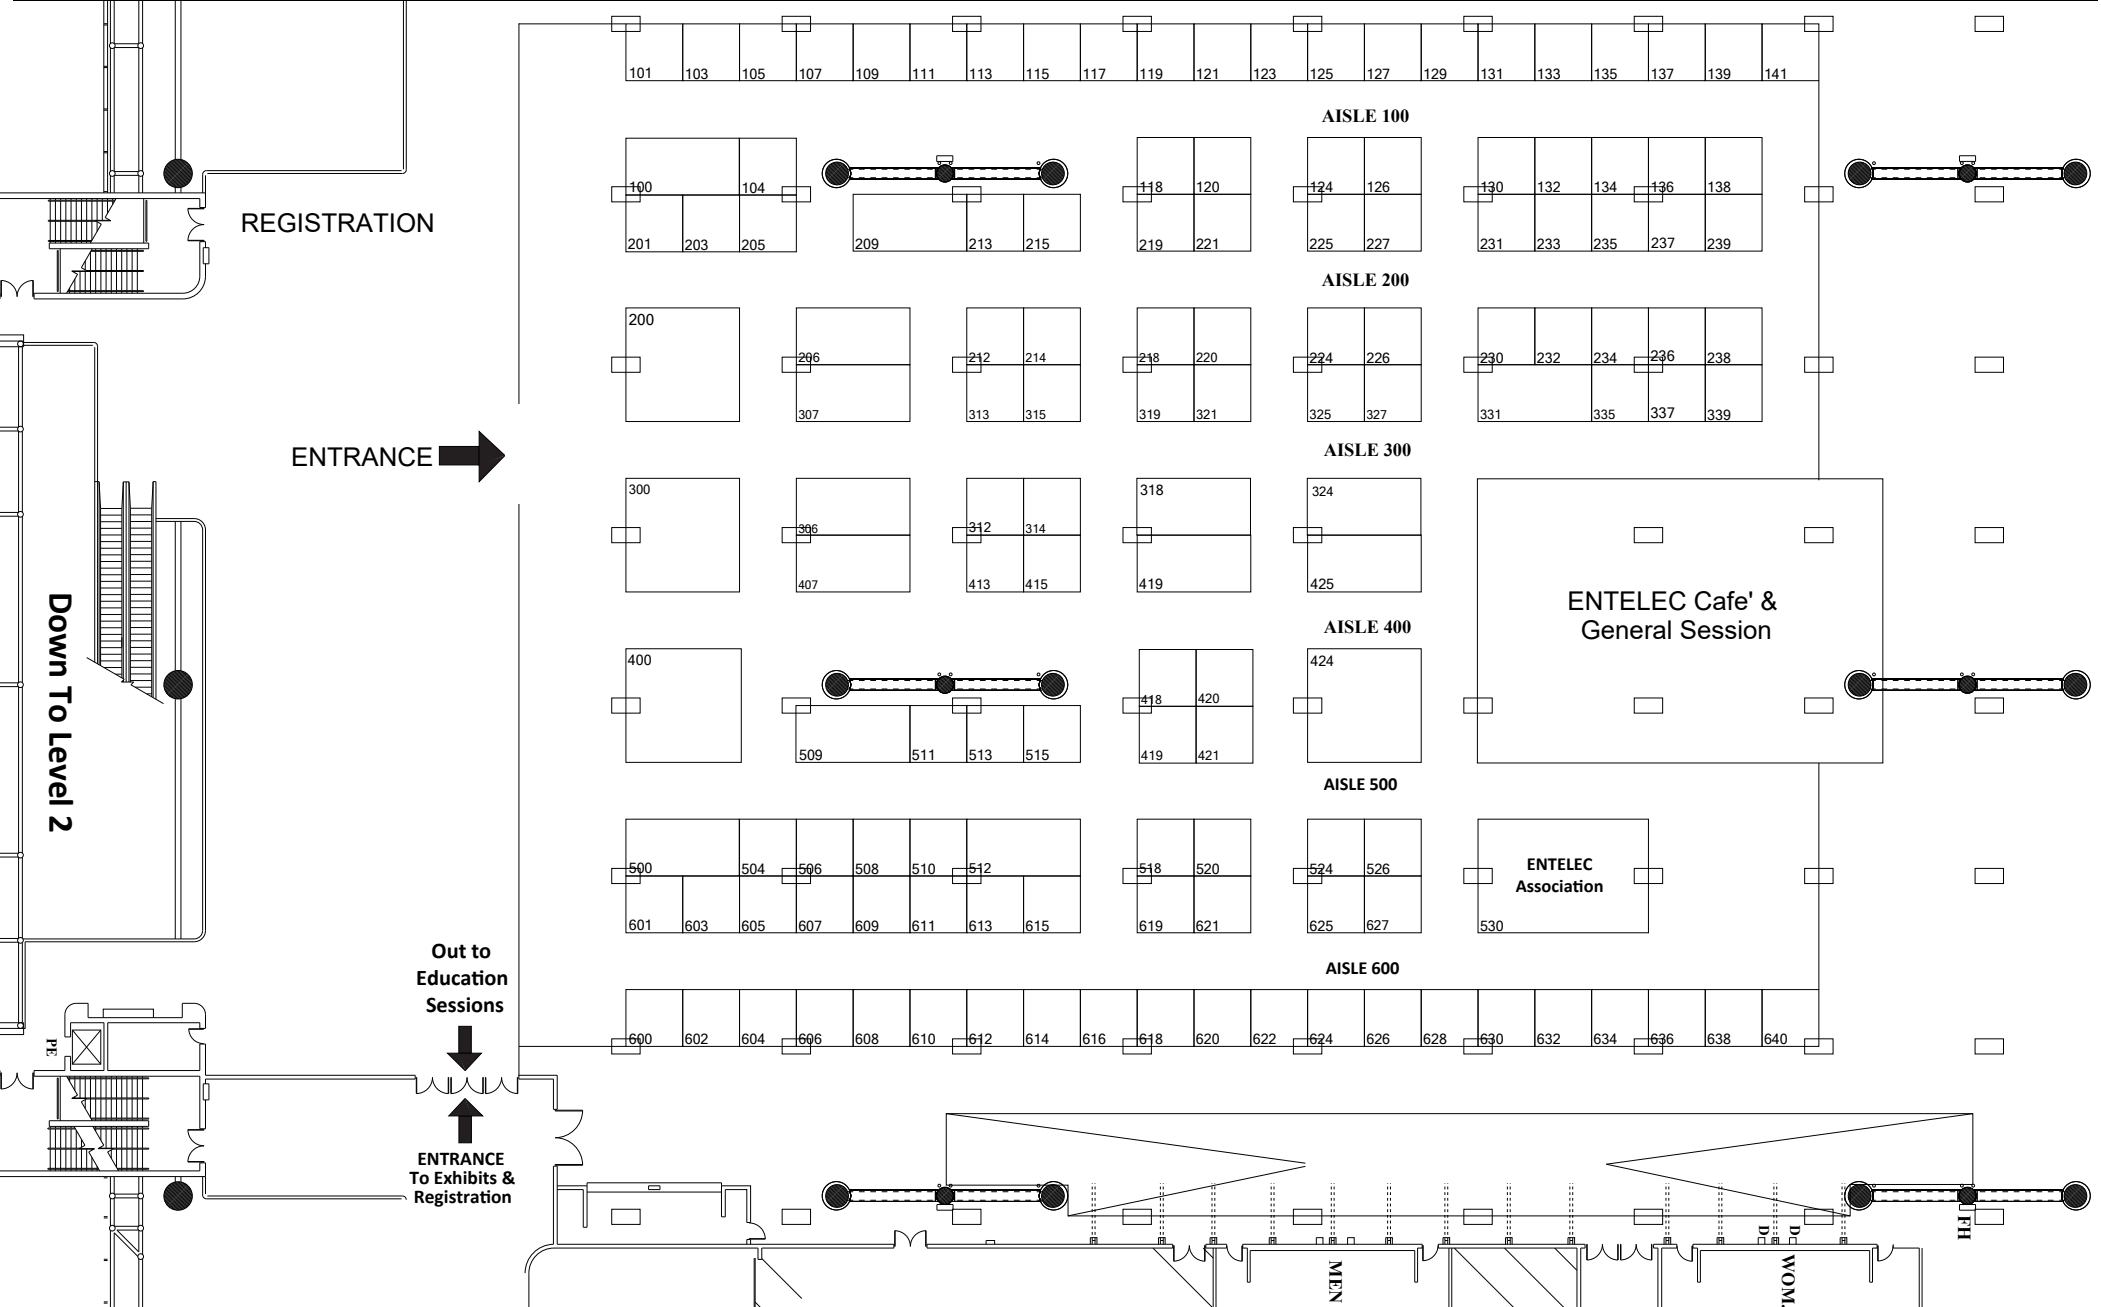 101 103 105 107 109 111 113 115 117 119 121 123 125 127 129 131 133 135 137 139 141
AISLE 100
100 104 118 120 124 126 130 132 134 136 138
REGISTRATION
201 203 205 209 213 215 219 221 225 227 231 233 235 237 239
AISLE 200
200
206 212 214 218 220 224 226 230 232 234 236 238
307 313 315 319 321 325 327 331 335 337 339
AISLE 300
ENTRANCE
300 318 324
306 312 314
407 413 415 419 425
ENTELEC Cafe' &
General Session
AISLE 400
400 424
418 420
509 511 513 515 419 421
Down To Level 2
AISLE 500
500 504 506 508 510 512 518 520 524 526
ENTELEC
Association
601 603 605 607 609 611 613 615 619 621 625 627 530
Out to
Education
Sessions
AISLE 600
600 602 604 606 608 610 612 614 616 618 620 622 624 626 628 630 632 634 636 638 640
PE
ENTRANCE
To Exhibits &
Registration
D D
FH
MEN
WOM.